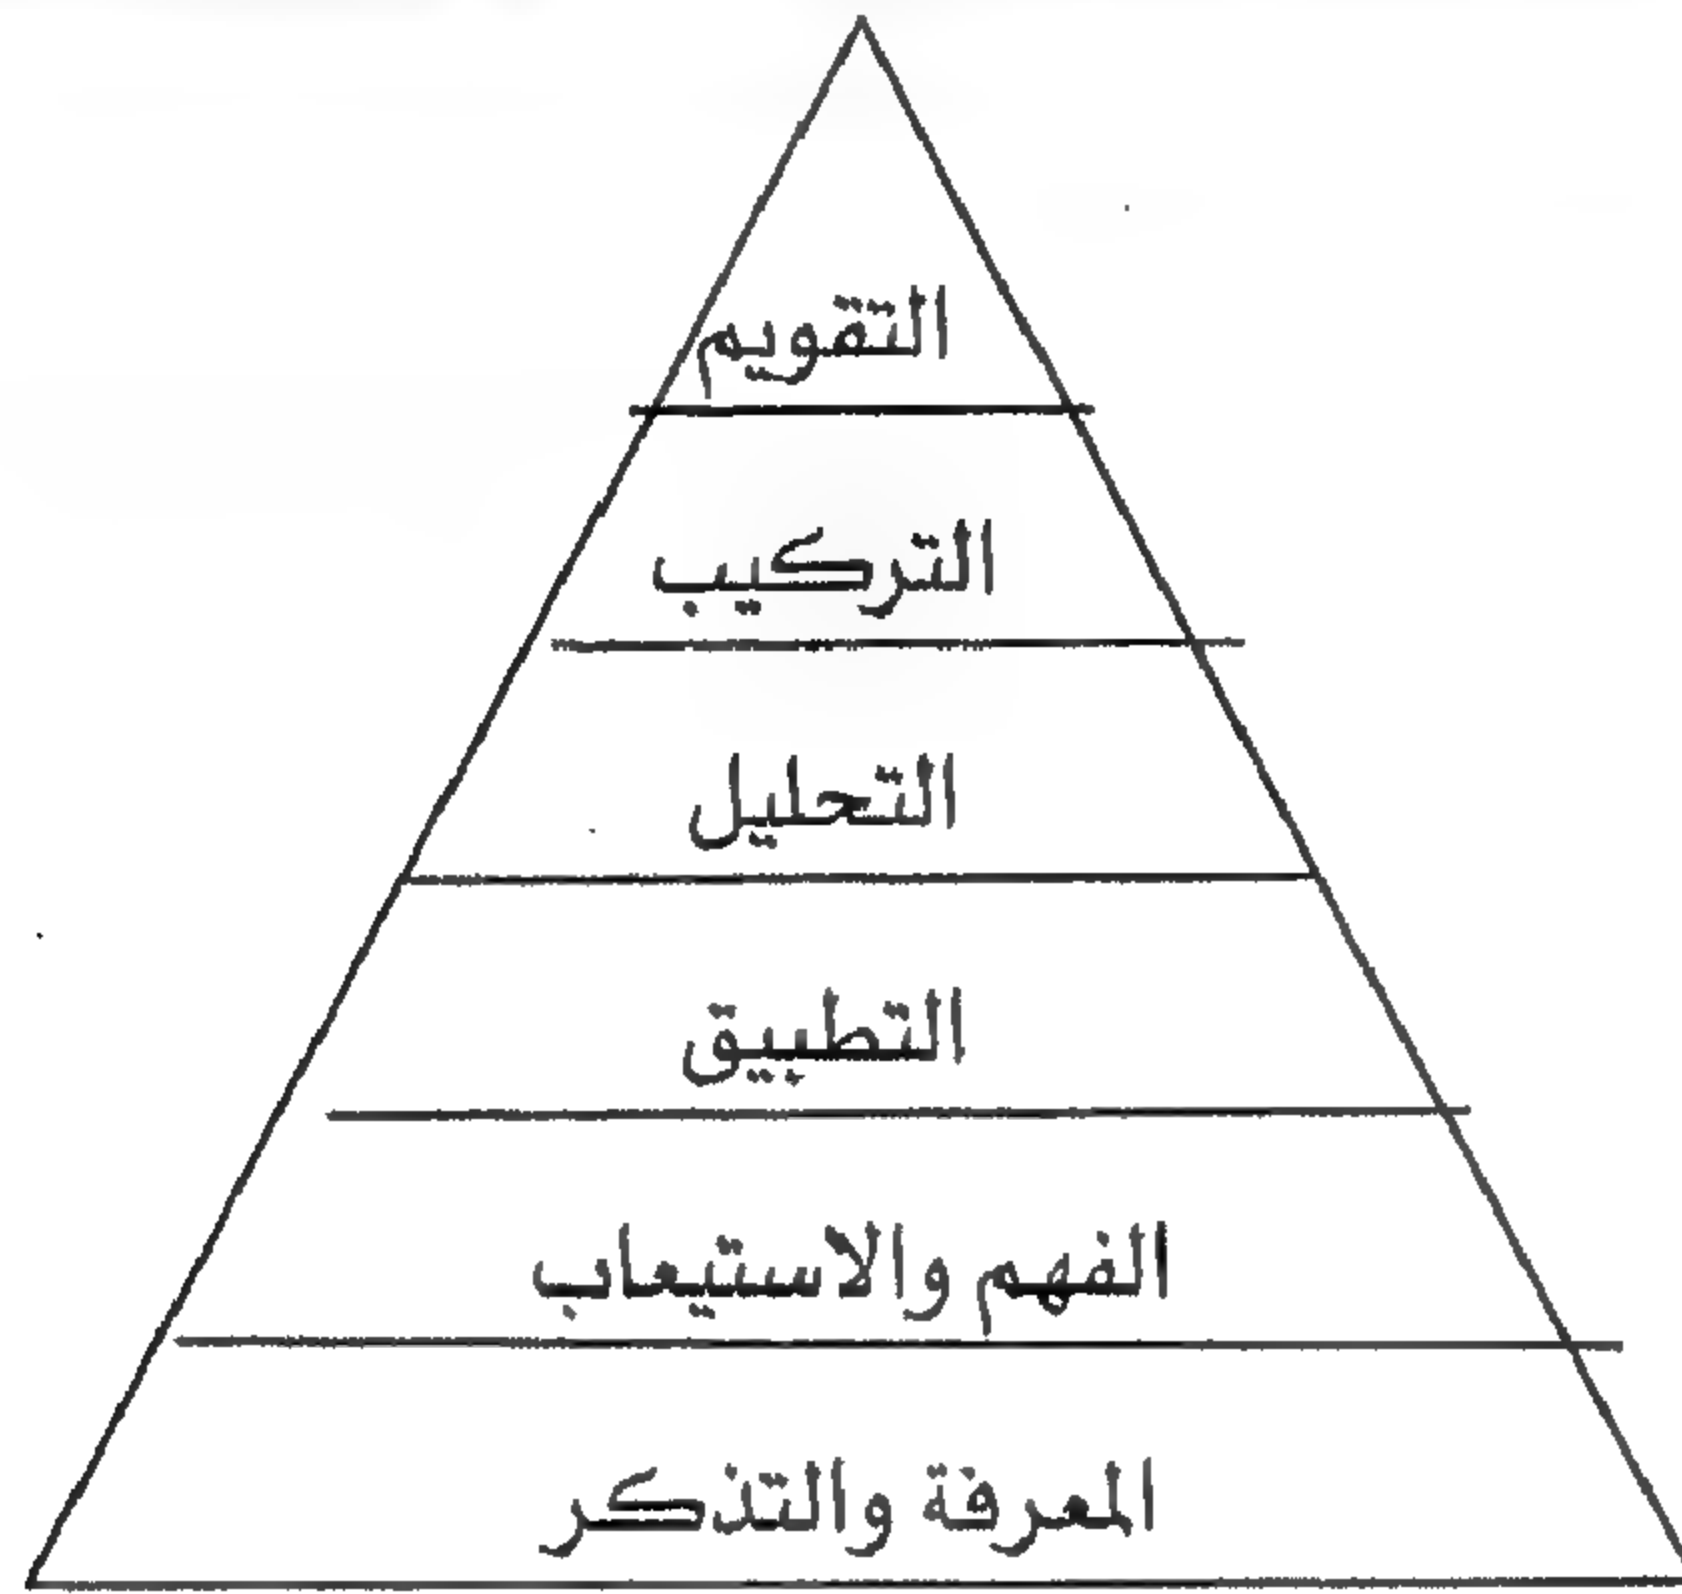 التقويم
التركيب
التحليل
التطبيق
الفهم والاستيعاب
المعرفة والتذكر